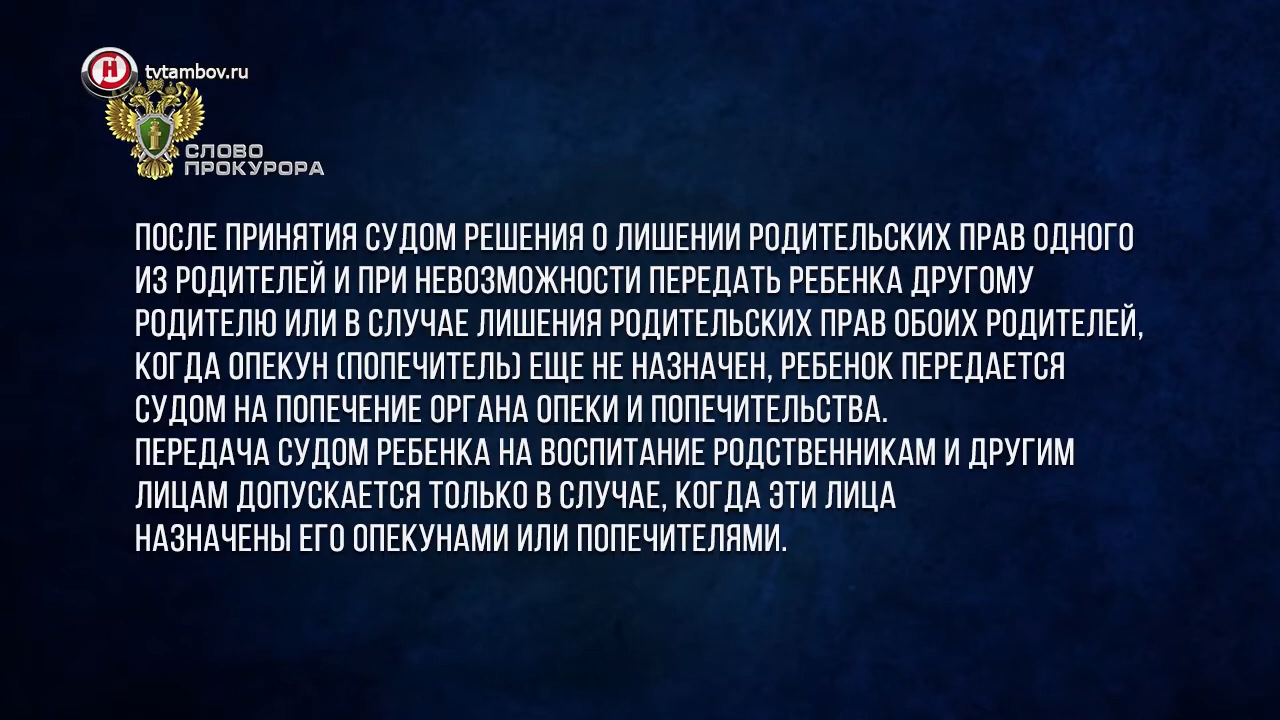 Н tvtambov.ru
СЛОВО
ПРОКУРОРА
ПОСЛЕ ПРИНЯТИЯ СУДОМ РЕШЕНИЯ О ЛИШЕНИИ РОДИТЕЛЬСКИХ ПРАВ ОДНОГО
ИЗ РОДИТЕЛЕЙ И ПРИ НЕВОЗМОЖНОСТИ ПЕРЕДАТЬ РЕБЕНКА ДРУГОМУ
РОДИТЕЛЮ ИЛИ В СЛУЧАЕ ЛИШЕНИЯ РОДИТЕЛЬСКИХ ПРАВ ОБОИХ РОДИТЕЛЕЙ,
КОГДА ОПЕКУН (ПОПЕЧИТЕЛЬ) ЕЩЕ НЕ НАЗНАЧЕН, РЕБЕНОК ПЕРЕДАЕТСЯ
СУДОМ НА ПОПЕЧЕНИЕ ОРГАНА ОПЕКИ И ПОПЕЧИТЕЛЬСТВА.
ПЕРЕДАЧА СУДОМ РЕБЕНКА НА ВОСПИТАНИЕ РОДСТВЕННИКАМ И ДРУГИМ
ЛИЦАМ ДОПУСКАЕТСЯ ТОЛЬКО В СЛУЧАЕ, КОГДА ЭТИ ЛИЦА
НАЗНАЧЕНЫ ЕГО ОПЕКУНАМИ ИЛИ ПОПЕЧИТЕЛЯМИ.